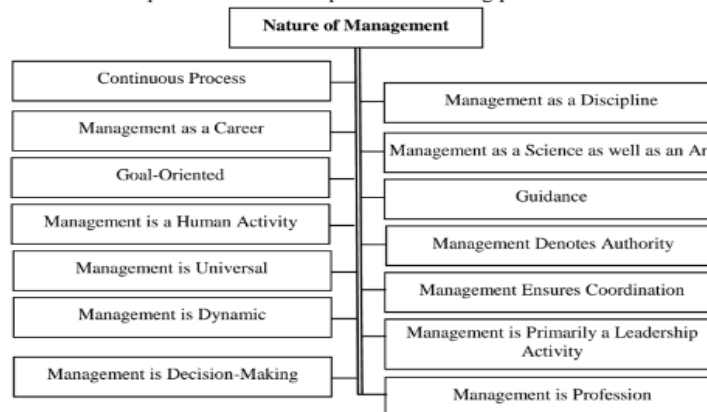 Nature of Management
Continuous Process
Management as a Career
Goal-Oriented
Management is a Human Activity
Management is Universal
Management is Dynamic
Management is Decision-Making
Management as a Discipline
Management as a Science as well as an Ar
Guidance
Management Denotes Authority
Management Ensures Coordination
Management is Primarily a Leadership
Activity
Management is Profession